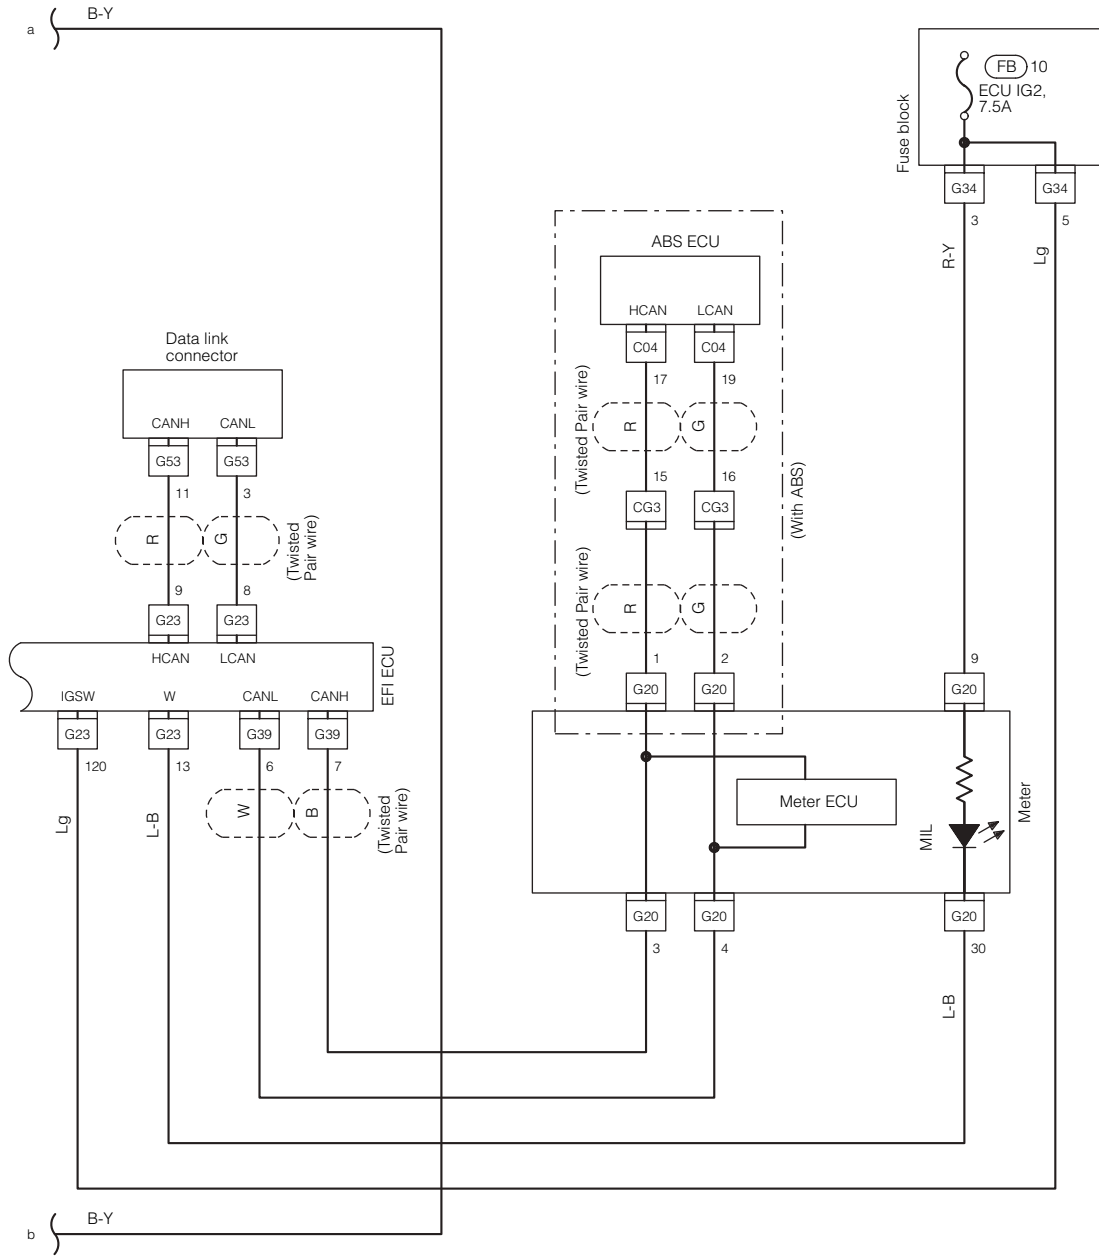 a
B-Y
FB 10
ECU IG2,
7.5A
Fuse block
G34
G34
3
5
R-Y
Lg
ABS ECU
HCAN
LCAN
C04
C04
17
19
(Twisted Pair wire)
R
G
15
16
CG3
CG3
(With ABS)
(Twisted Pair wire)
R
G
1
2
9
G20
G20
G20
Data link
connector
CANH
CANL
G53
G53
11
3
R
G
(Twisted
Pair wire)
9
8
G23
G23
HCAN
LCAN
EFI ECU
IGSW
W
CANL
CANH
G23
G23
G39
G39
120
13
6
7
Lg
L-B
W
B
(Twisted
Pair wire)
Meter ECU
MIL
Meter
G20
G20
G20
3
4
30
L-B
b
B-Y